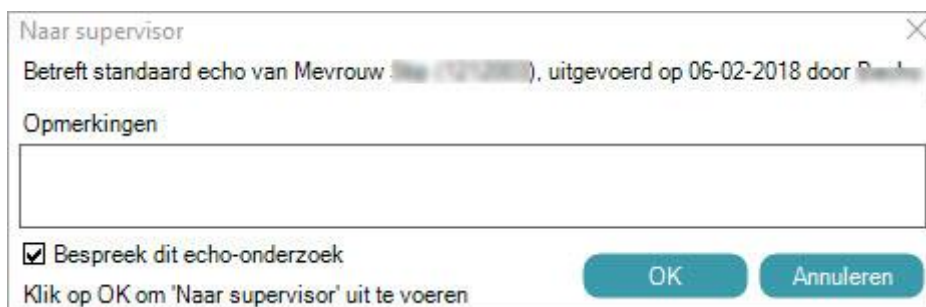 Naar supervisor
Betreft standaard echo van Mevrouw ), uitgevoerd op 06-02-2018 door
Opmerkingen
Bespreek dit echo-onderzoek
OK
Annuleren
Klik op OK om 'Naar supervisor' uit te voeren